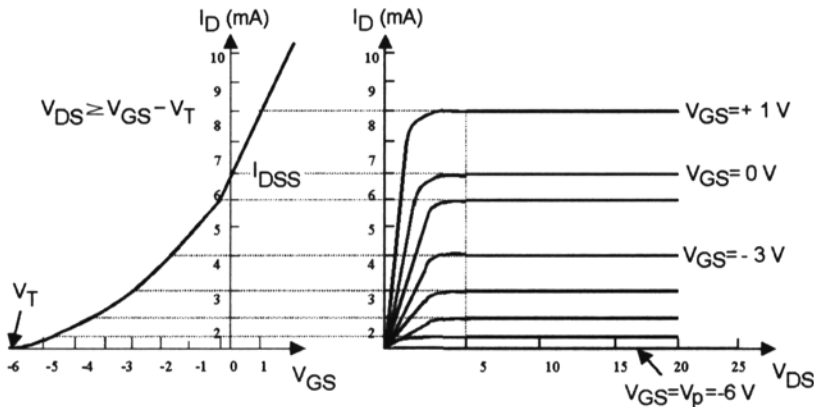 I_D (mA)
10
9
8
7
6
5
4
3
2
V_DS ≥ V_GS – V_T
I_DSS
V_T
-6 -5 -4 -3 -2 -1 0 1
V_GS
I_D (mA)
10
9
8
7
6
5
4
3
2
V_GS=+ 1 V
V_GS= 0 V
V_GS= - 3 V
5 10 15 20 25
V_DS
V_GS=V_p=-6 V